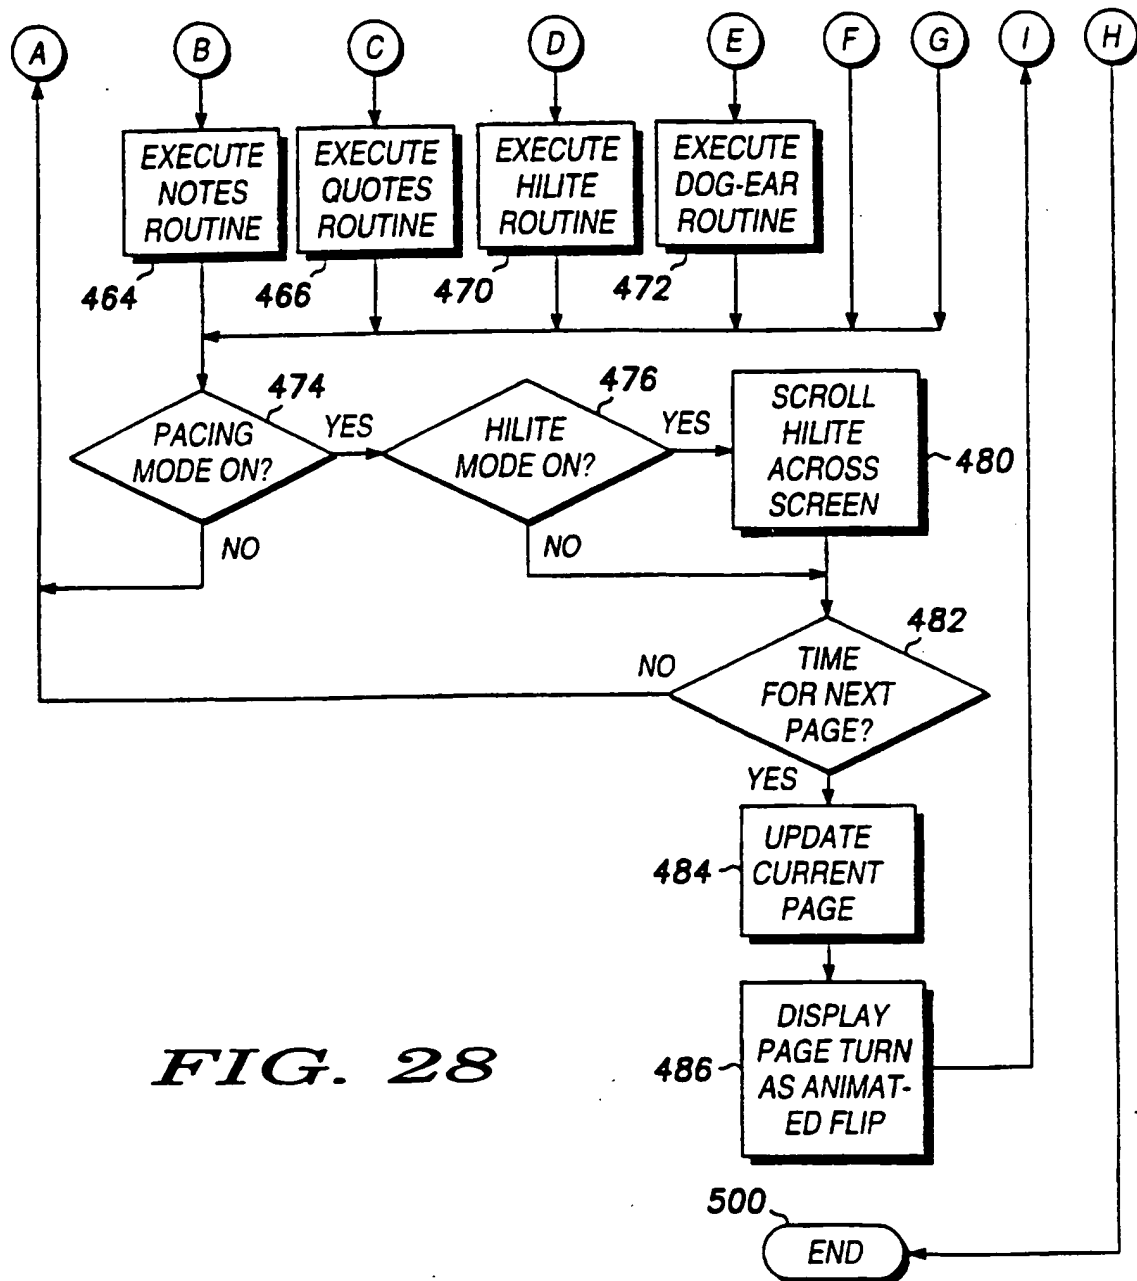 A B C D E F G I H
EXECUTE
NOTES
ROUTINE
464
EXECUTE
QUOTES
ROUTINE
466
EXECUTE
HILITE
ROUTINE
470
EXECUTE
DOG-EAR
ROUTINE
472
474
PACING
MODE ON?
YES
NO
476
HILITE
MODE ON?
YES
NO
SCROLL
HILITE
ACROSS
SCREEN
480
482
TIME
FOR NEXT
PAGE?
NO
YES
UPDATE
CURRENT
PAGE
484
DISPLAY
PAGE TURN
AS ANIMAT-
ED FLIP
486
FIG. 28
500
END